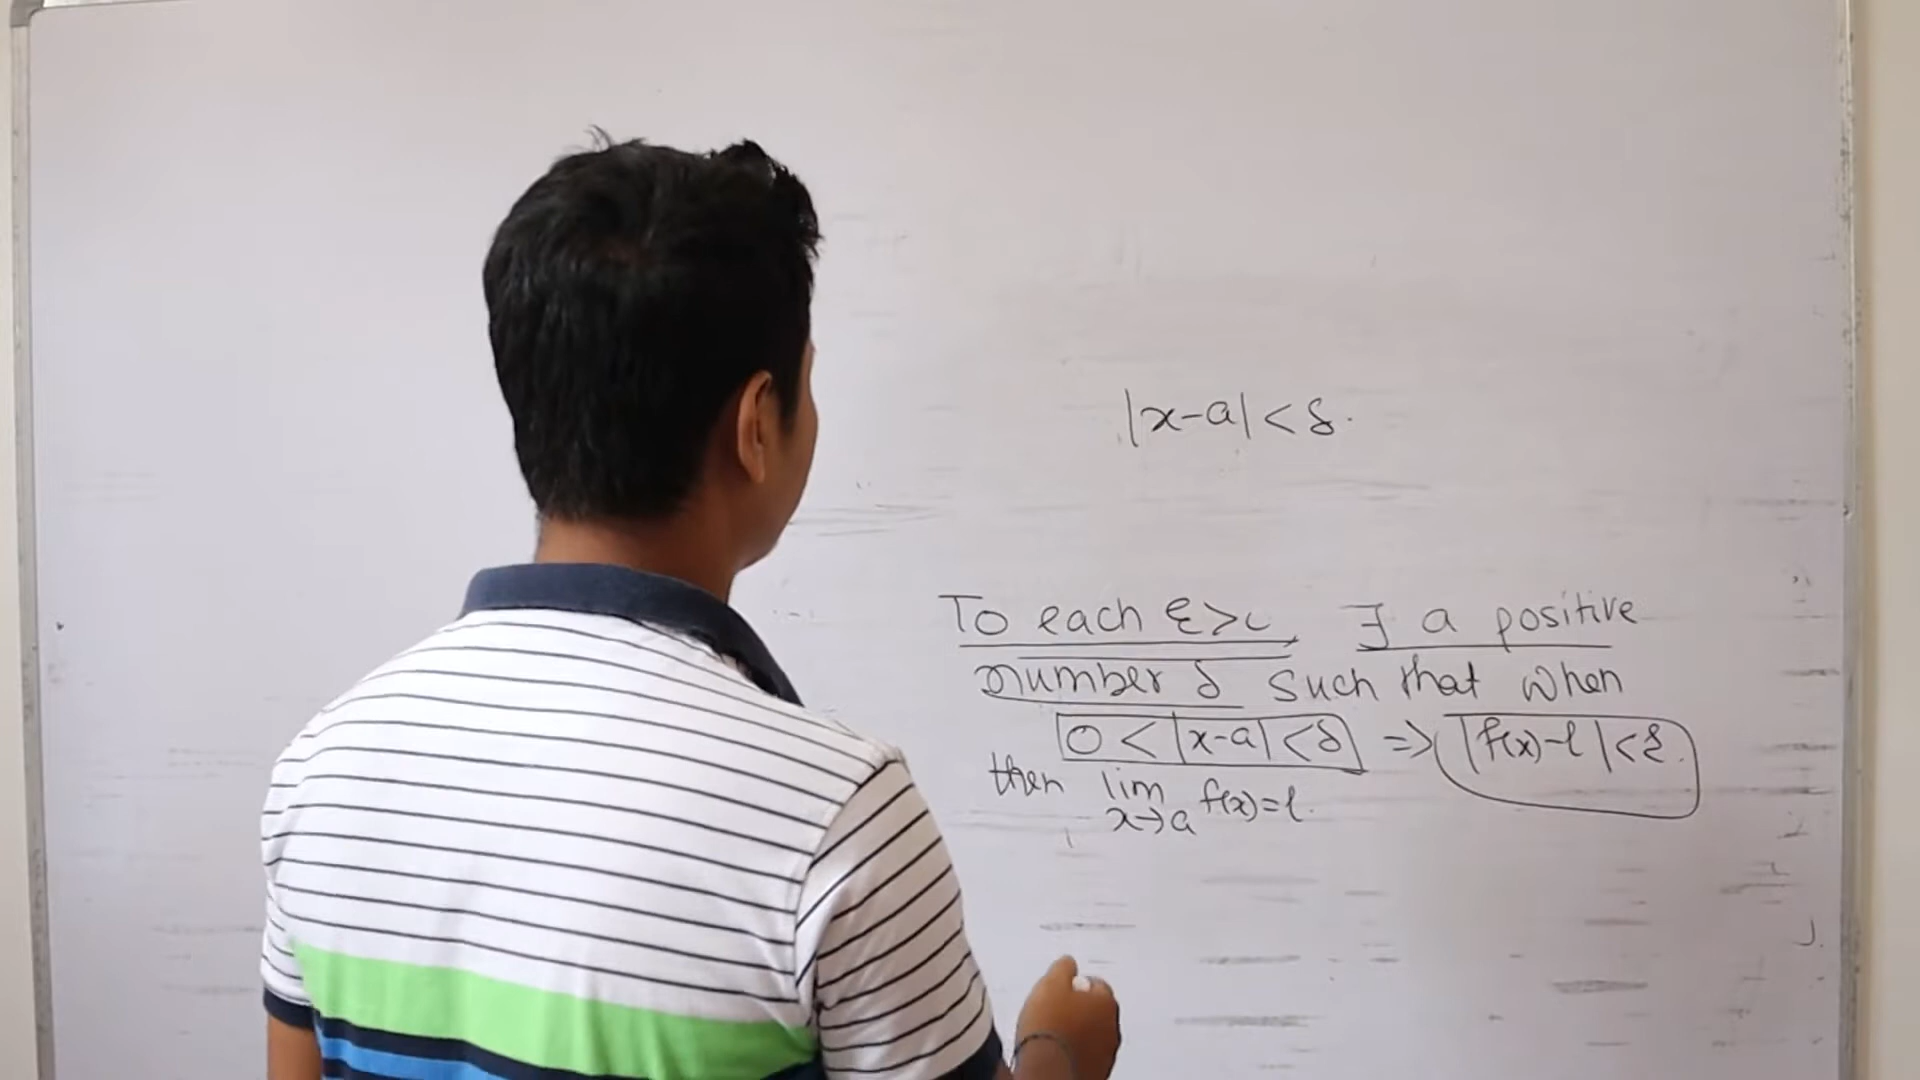 |x-a| < δ.
To each ε>0, ∃ a positive
number δ such that when
0 < |x-a| < δ => |f(x)-l| < ε.
then lim x→a f(x)=l.